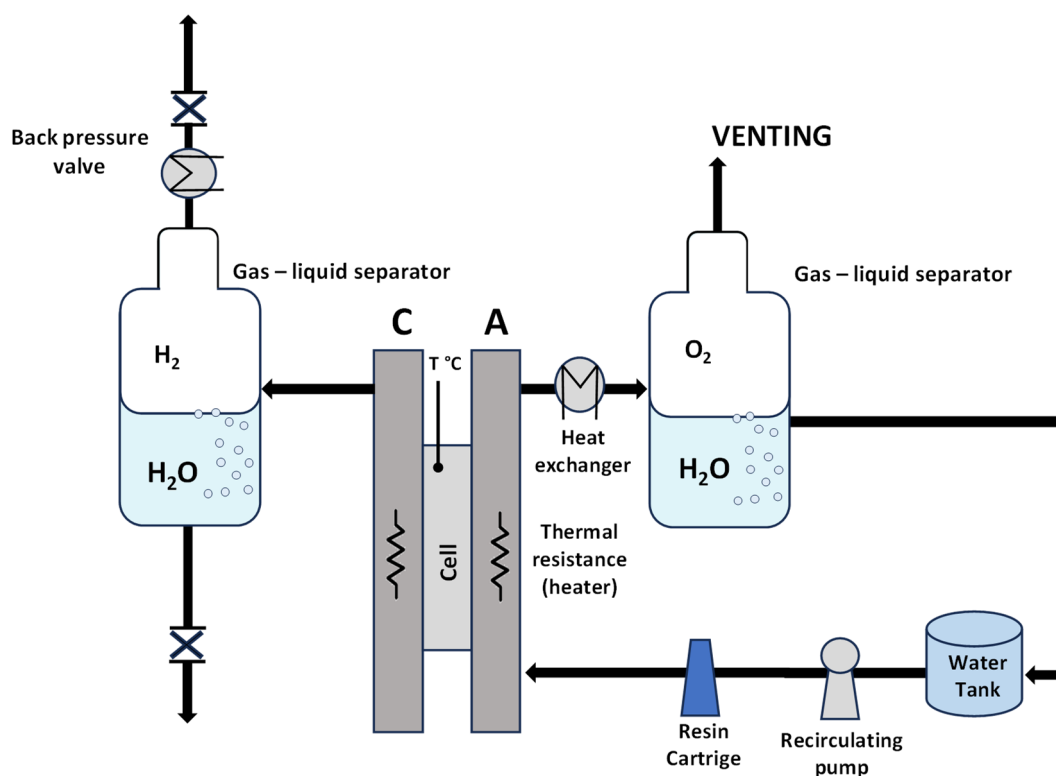 Back pressure
valve
VENTING
Gas – liquid separator
Gas – liquid separator
C
A
T °C
H₂
O₂
H₂O
H₂O
Heat
exchanger
Cell
Thermal
resistance
(heater)
Water
Tank
Resin
Cartrige
Recirculating
pump